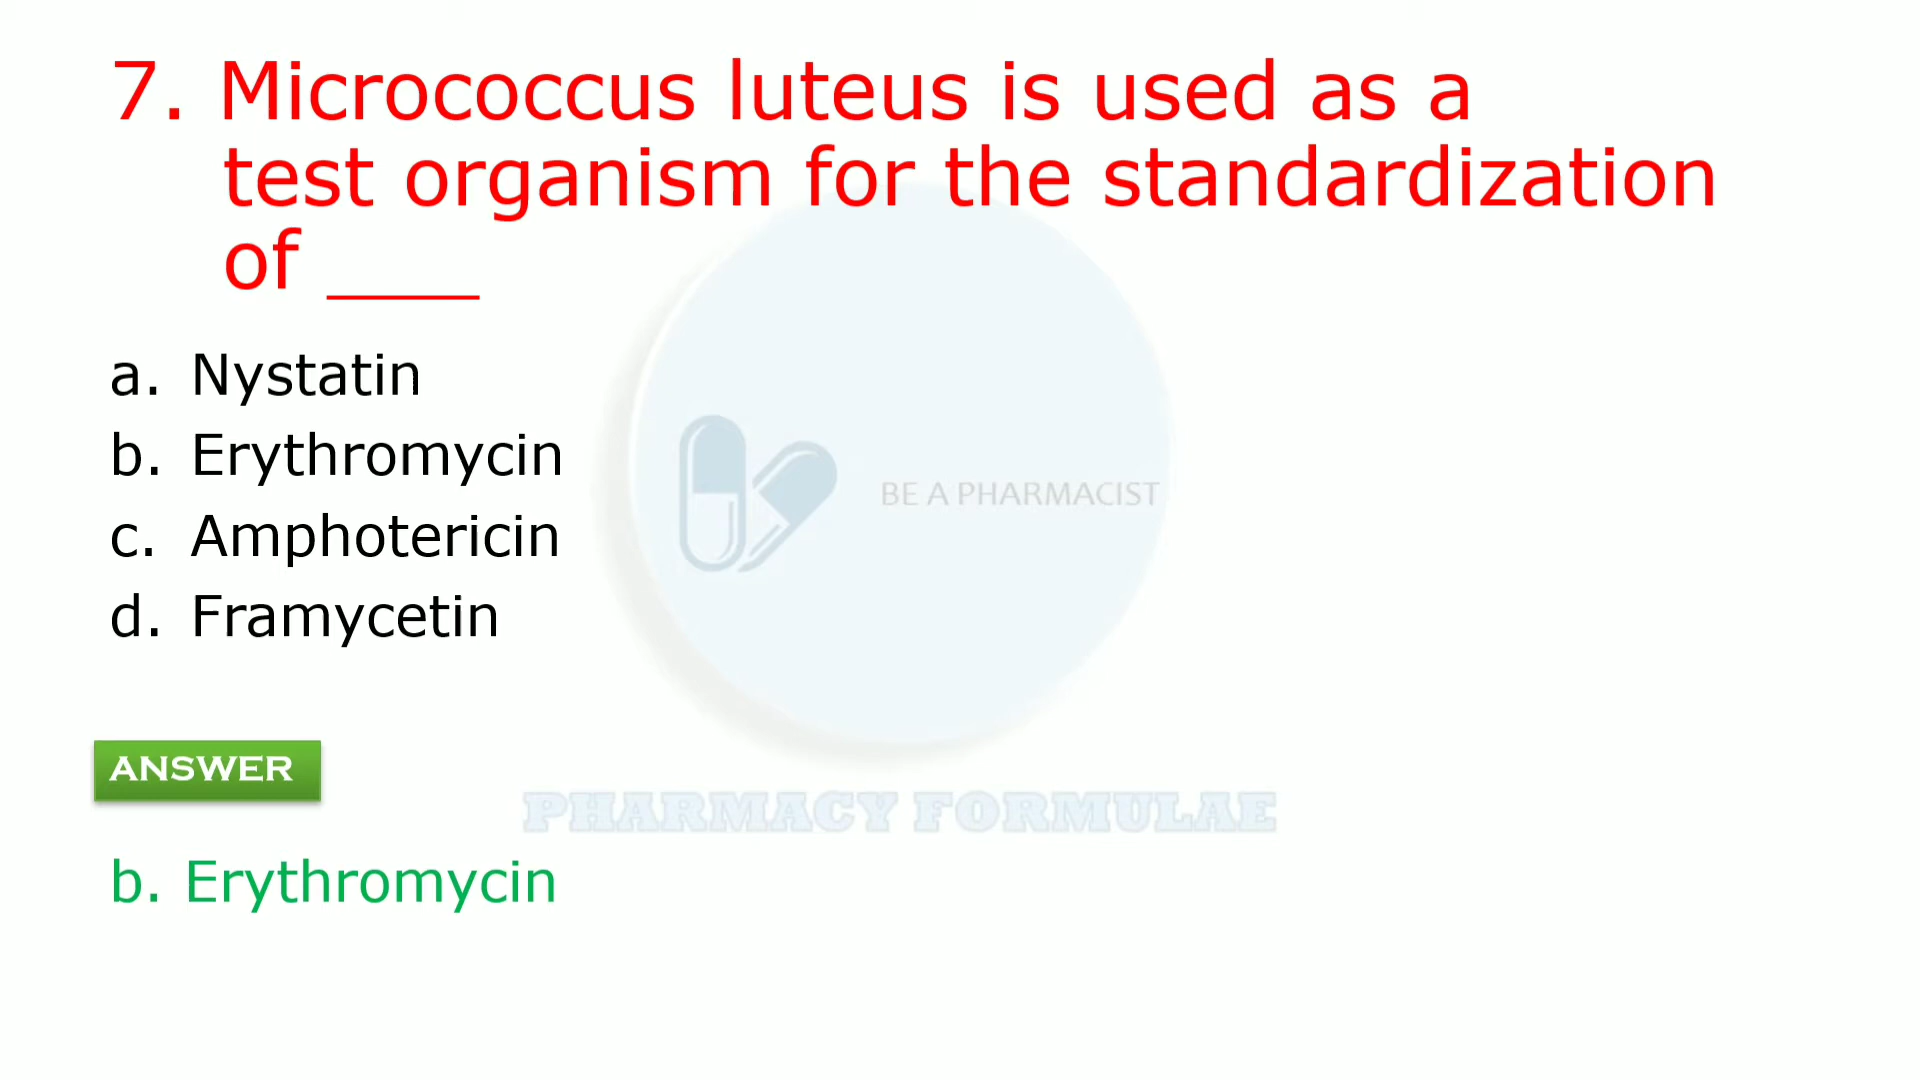 7. Micrococcus luteus is used as a
test organism for the standardization
of ____
a. Nystatin
b. Erythromycin
BE A PHARMACIST
c. Amphotericin
d. Framycetin
ANSWER
PHARMACY FORMULAE
b. Erythromycin